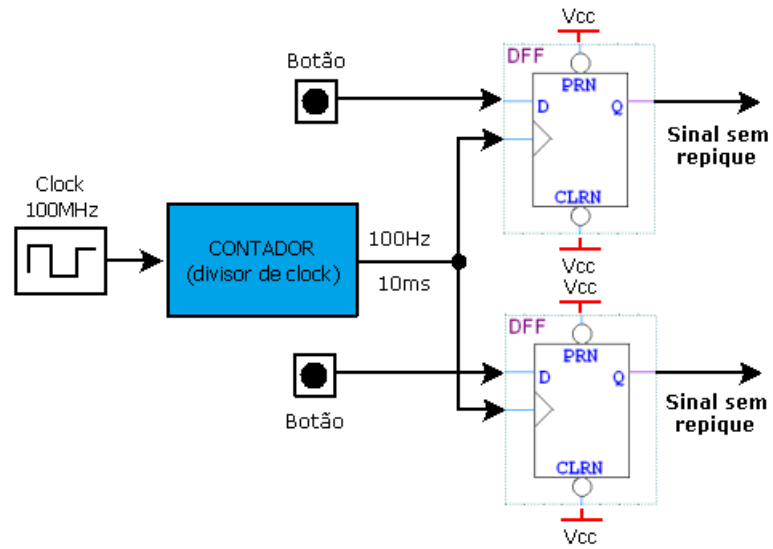 Vcc
DFF
PRN
D
Q
CLRN
Vcc
Botão
Sinal sem
repique
Clock
100MHz
CONTADOR
(divisor de clock)
100Hz
10ms
Vcc
DFF
PRN
D
Q
CLRN
Vcc
Botão
Sinal sem
repique